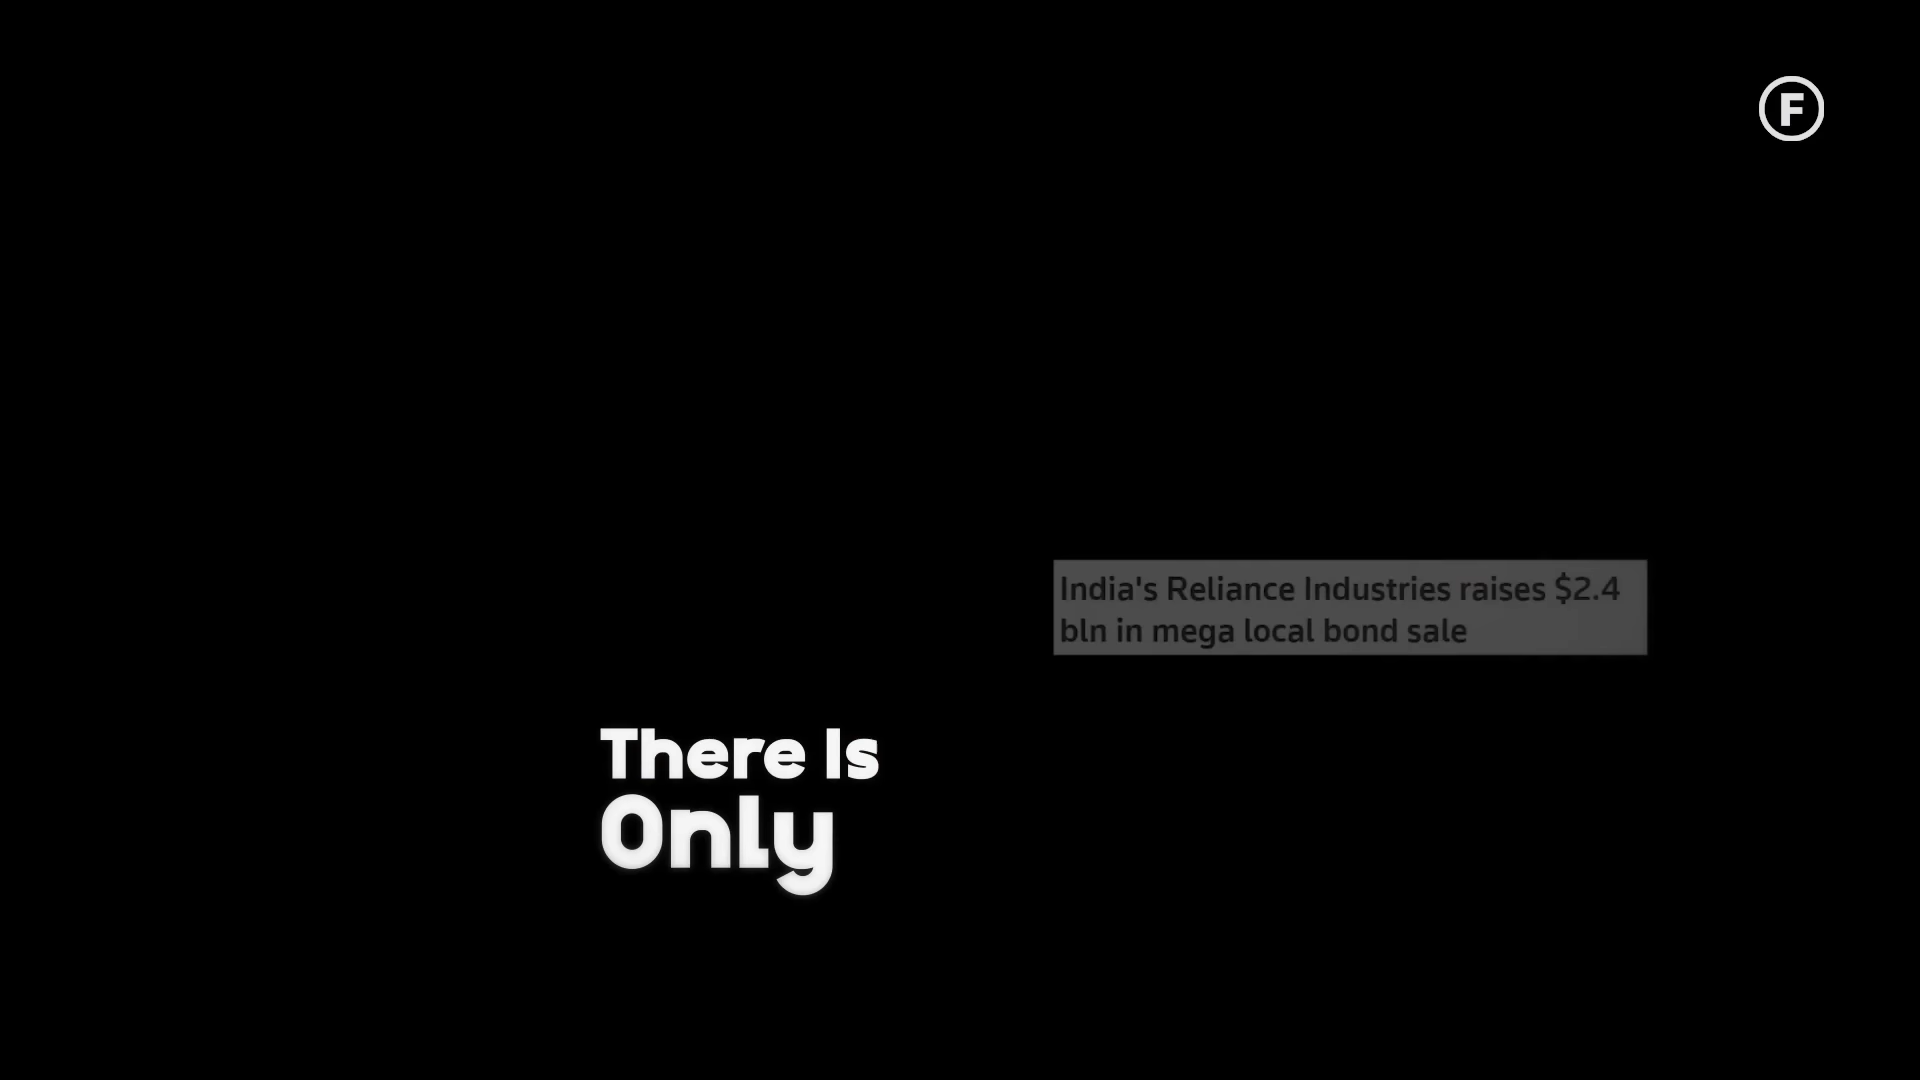 F
India's Reliance Industries raises $2.4
bln in mega local bond sale
There Is
Only